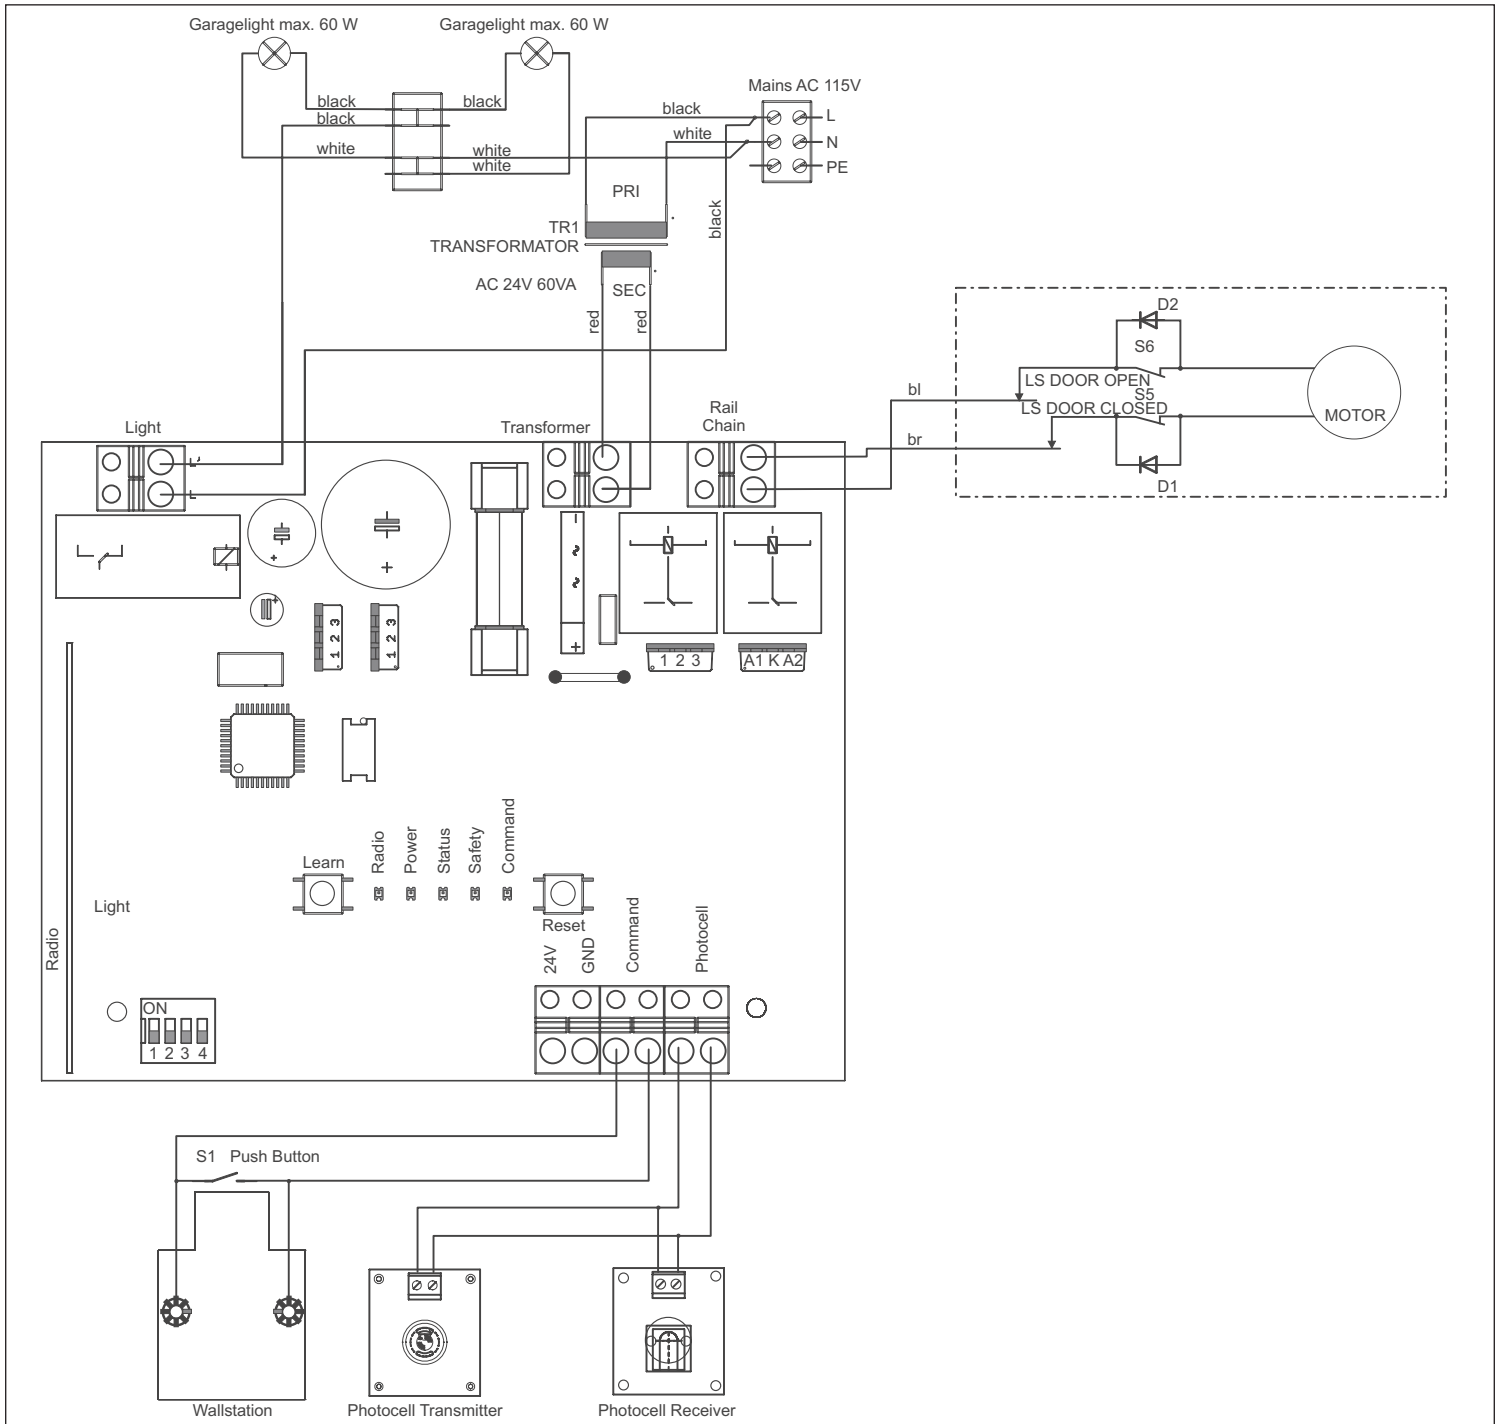 Garagelight max. 60 W
Garagelight max. 60 W
Mains AC 115V
black
black
black
black
L
white
N
white
white
white
PE
PRI
black
TR1
TRANSFORMATOR
AC 24V 60VA
SEC
red
red
D2
S6
LS DOOR OPEN
S5
LS DOOR CLOSED
MOTOR
D1
bl
br
Light
Transformer
Rail
Chain
L'
L
+
+
+
1 2 3
1 2 3
- ~ ~ +
1 2 3
A1 K A2
Radio
Power
Status
Safety
Command
Learn
Reset
Light
Radio
24V
GND
Command
Photocell
ON
1 2 3 4
S1 Push Button
Wallstation
Photocell Transmitter
Photocell Receiver